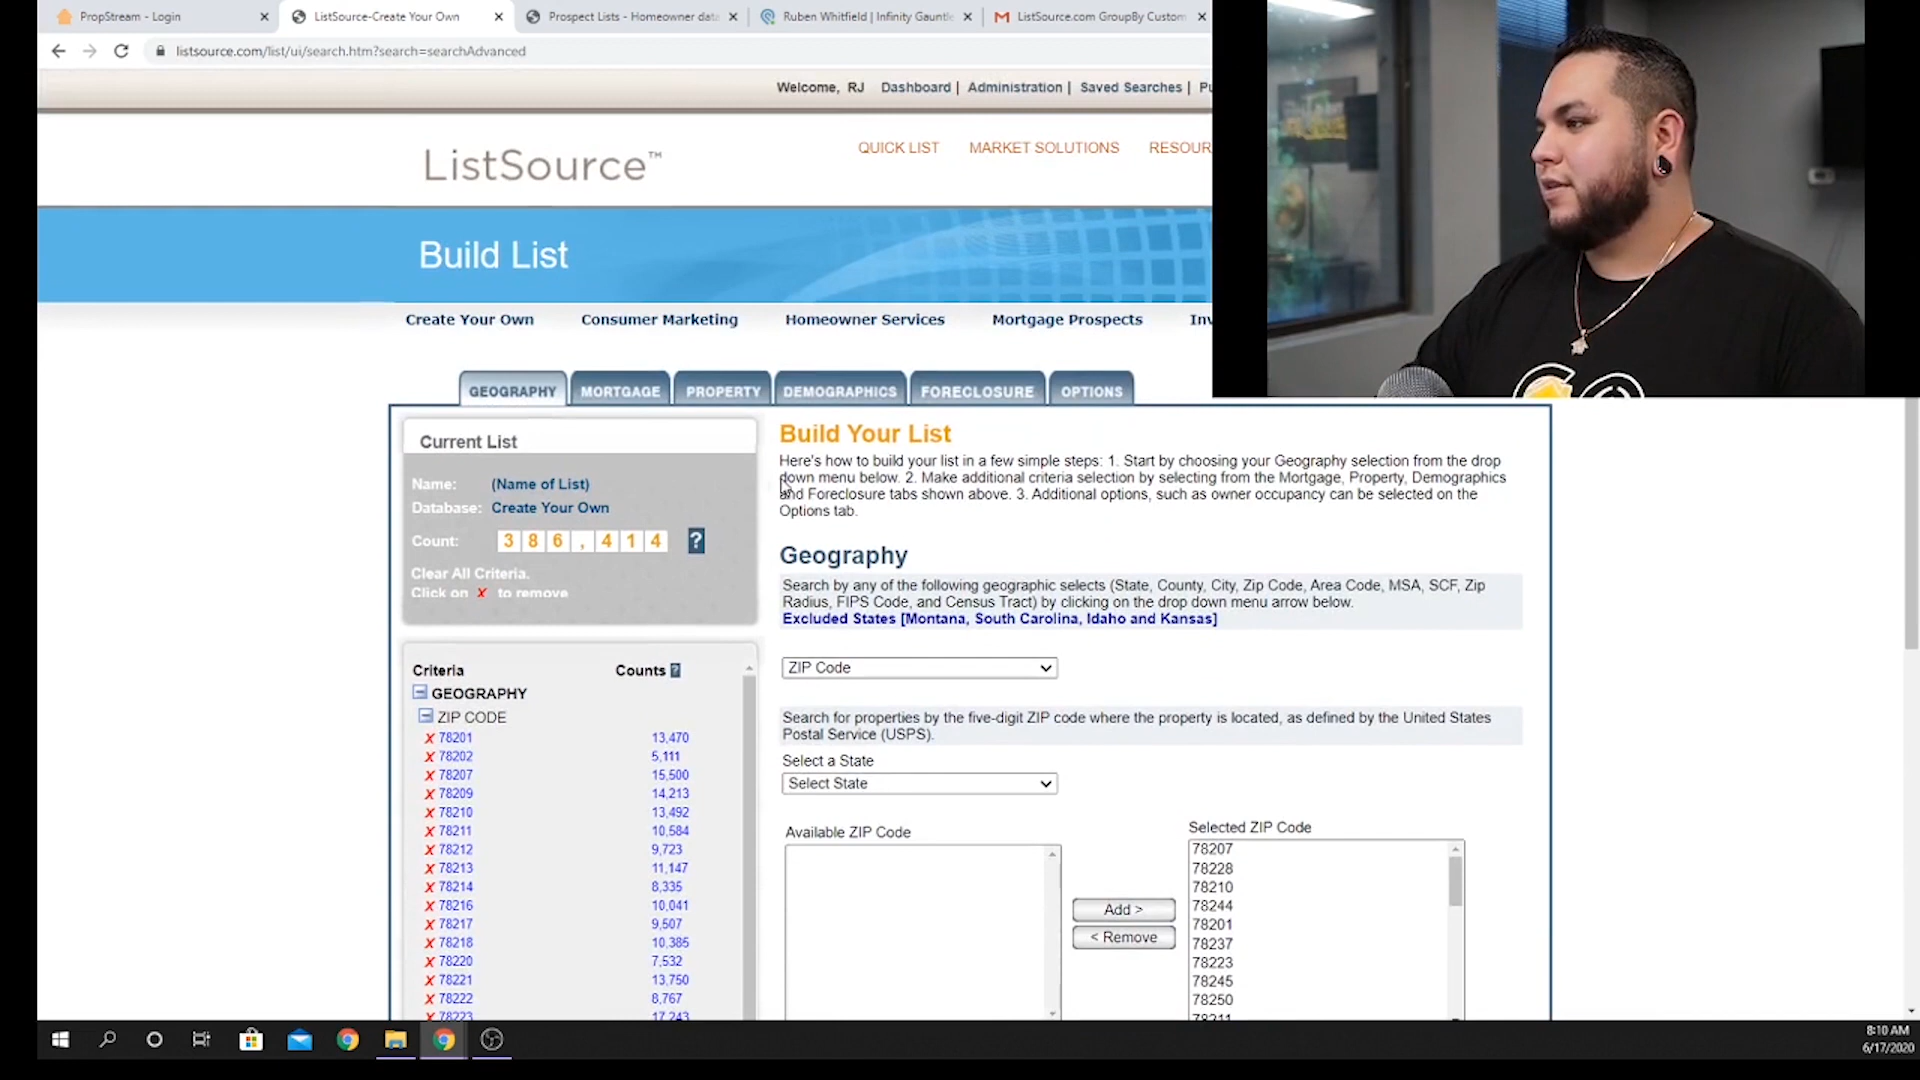 PropStream - Login
ListSource-Create Your Own
Prospect Lists - Homeowner data
Ruben Whitfield | Infinity Gauntle
ListSource.com GroupBy Custom
listsource.com/list/ui/search.htm?search=searchAdvanced
Welcome, RJ Dashboard | Administration | Saved Searches | Pu
ListSource™
QUICK LIST MARKET SOLUTIONS RESOUR
Build List
Create Your Own Consumer Marketing Homeowner Services Mortgage Prospects Inv
GEOGRAPHY MORTGAGE PROPERTY DEMOGRAPHICS FORECLOSURE OPTIONS
Current List
Name: (Name of List)
Database: Create Your Own
Count: 386,414 ?
Clear All Criteria.
Click on X to remove
Criteria Counts ?
GEOGRAPHY
ZIP CODE
X 78201 13,470
X 78202 5,111
X 78207 15,500
X 78209 14,213
X 78210 13,492
X 78211 10,584
X 78212 9,723
X 78213 11,147
X 78214 8,335
X 78216 10,041
X 78217 9,507
X 78218 10,385
X 78220 7,532
X 78221 13,750
X 78222 8,767
X 78223 17,243
Build Your List
Here's how to build your list in a few simple steps: 1. Start by choosing your Geography selection from the drop
down menu below. 2. Make additional criteria selection by selecting from the Mortgage, Property, Demographics
and Foreclosure tabs shown above. 3. Additional options, such as owner occupancy can be selected on the
Options tab.
Geography
Search by any of the following geographic selects (State, County, City, Zip Code, Area Code, MSA, SCF, Zip
Radius, FIPS Code, and Census Tract) by clicking on the drop down menu arrow below.
Excluded States [Montana, South Carolina, Idaho and Kansas]
ZIP Code
Search for properties by the five-digit ZIP code where the property is located, as defined by the United States
Postal Service (USPS).
Select a State
Select State
Available ZIP Code
Add >
< Remove
Selected ZIP Code
78207
78228
78210
78244
78201
78237
78223
78245
78250
78211
8:10 AM
6/17/2020